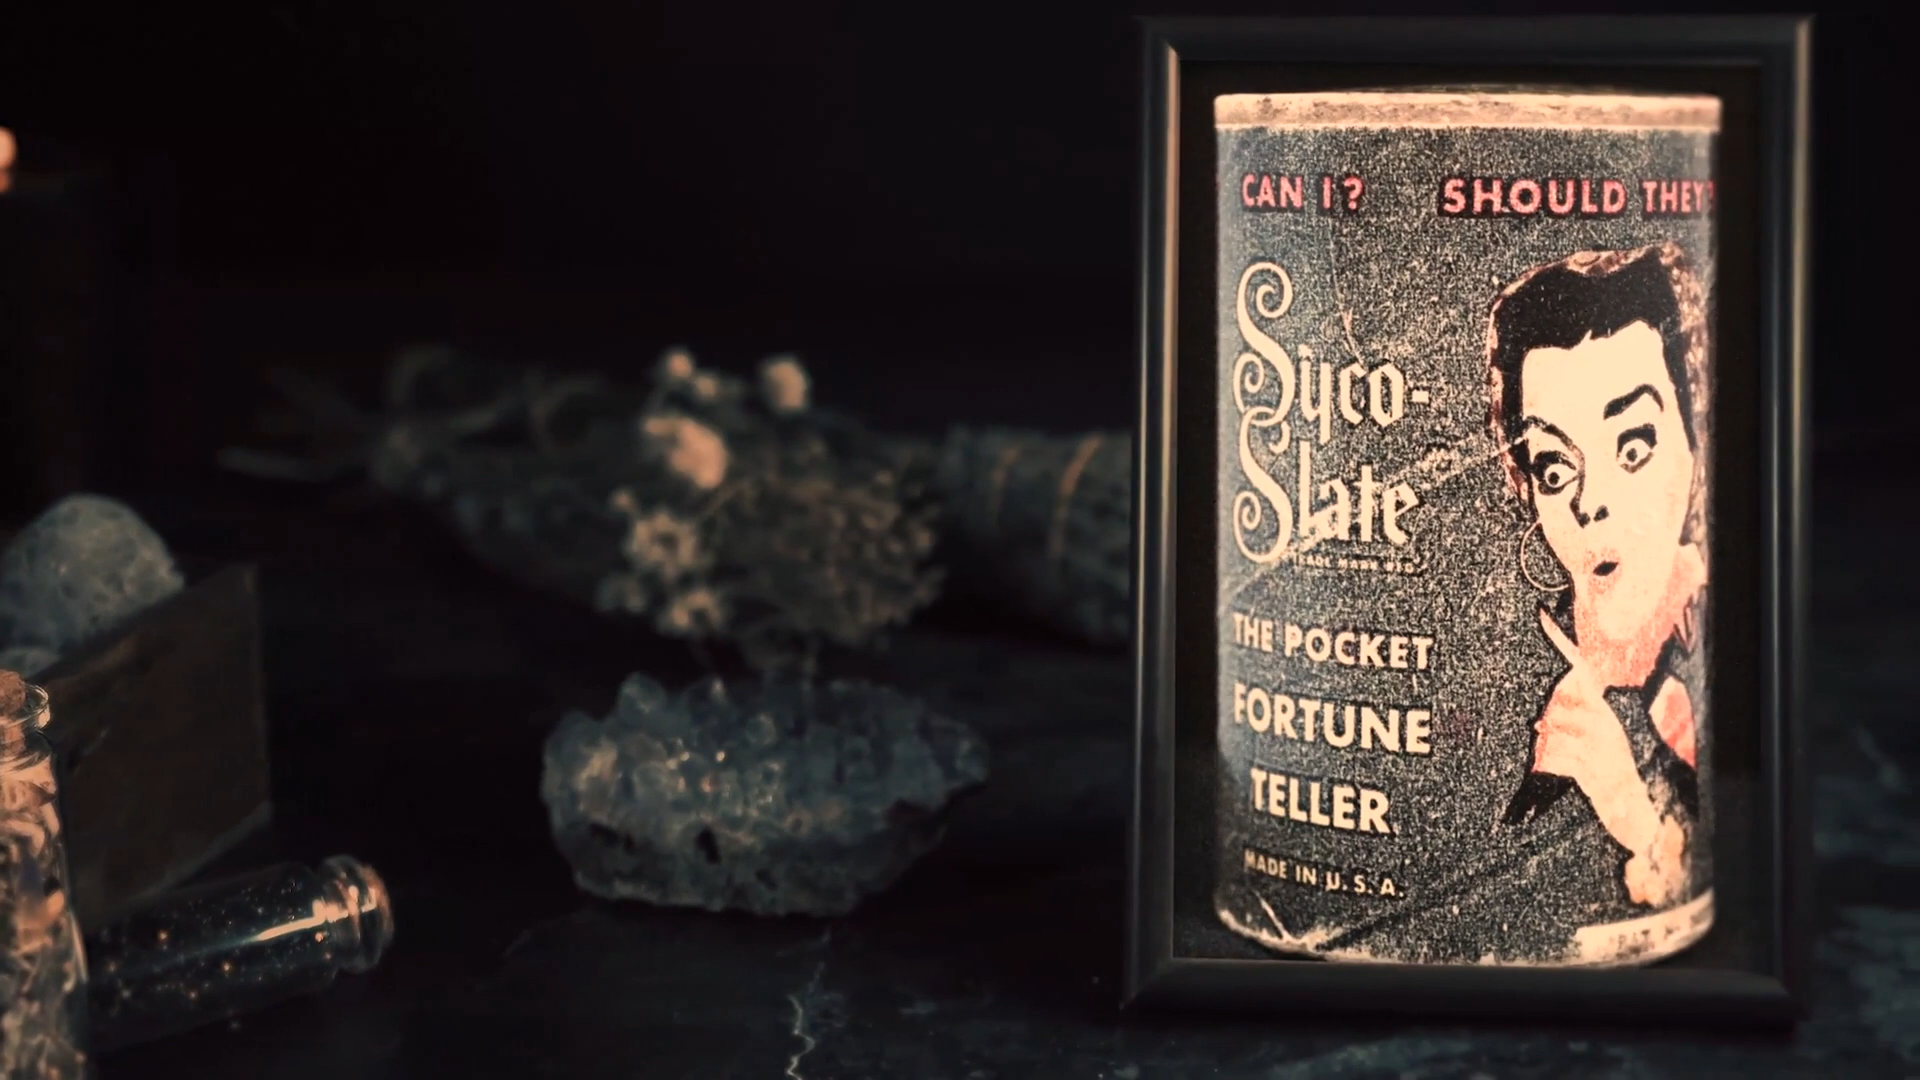 CAN I? SHOULD THEY?
Syco-
Slate
THE POCKET
FORTUNE
TELLER
MADE IN U. S. A.